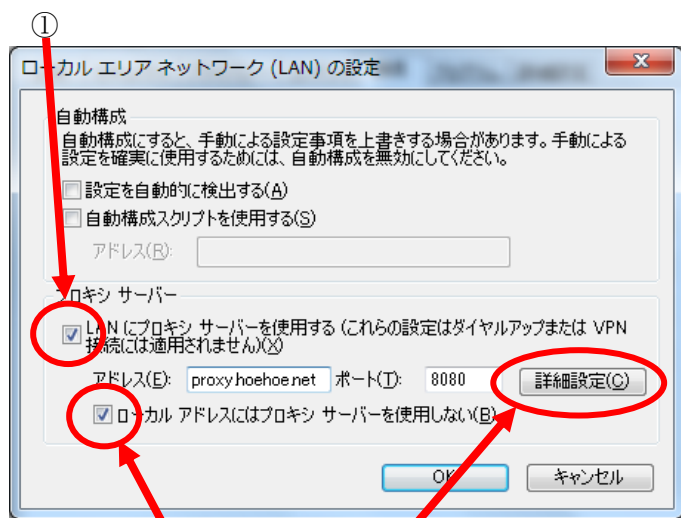 ①
ローカル エリア ネットワーク (LAN) の設定
自動構成
自動構成にすると、手動による設定事項を上書きする場合があります。手動による
設定を確実に使用するためには、自動構成を無効にしてください。
設定を自動的に検出する(A)
自動構成スクリプトを使用する(S)
アドレス(R):
プロキシ サーバー
LAN にプロキシ サーバーを使用する (これらの設定はダイヤルアップまたは VPN
接続には適用されません)(X)
アドレス(E): proxy.hoehoe.net ポート(T): 8080 詳細設定(C)
ローカル アドレスにはプロキシ サーバーを使用しない(B)
OK キャンセル